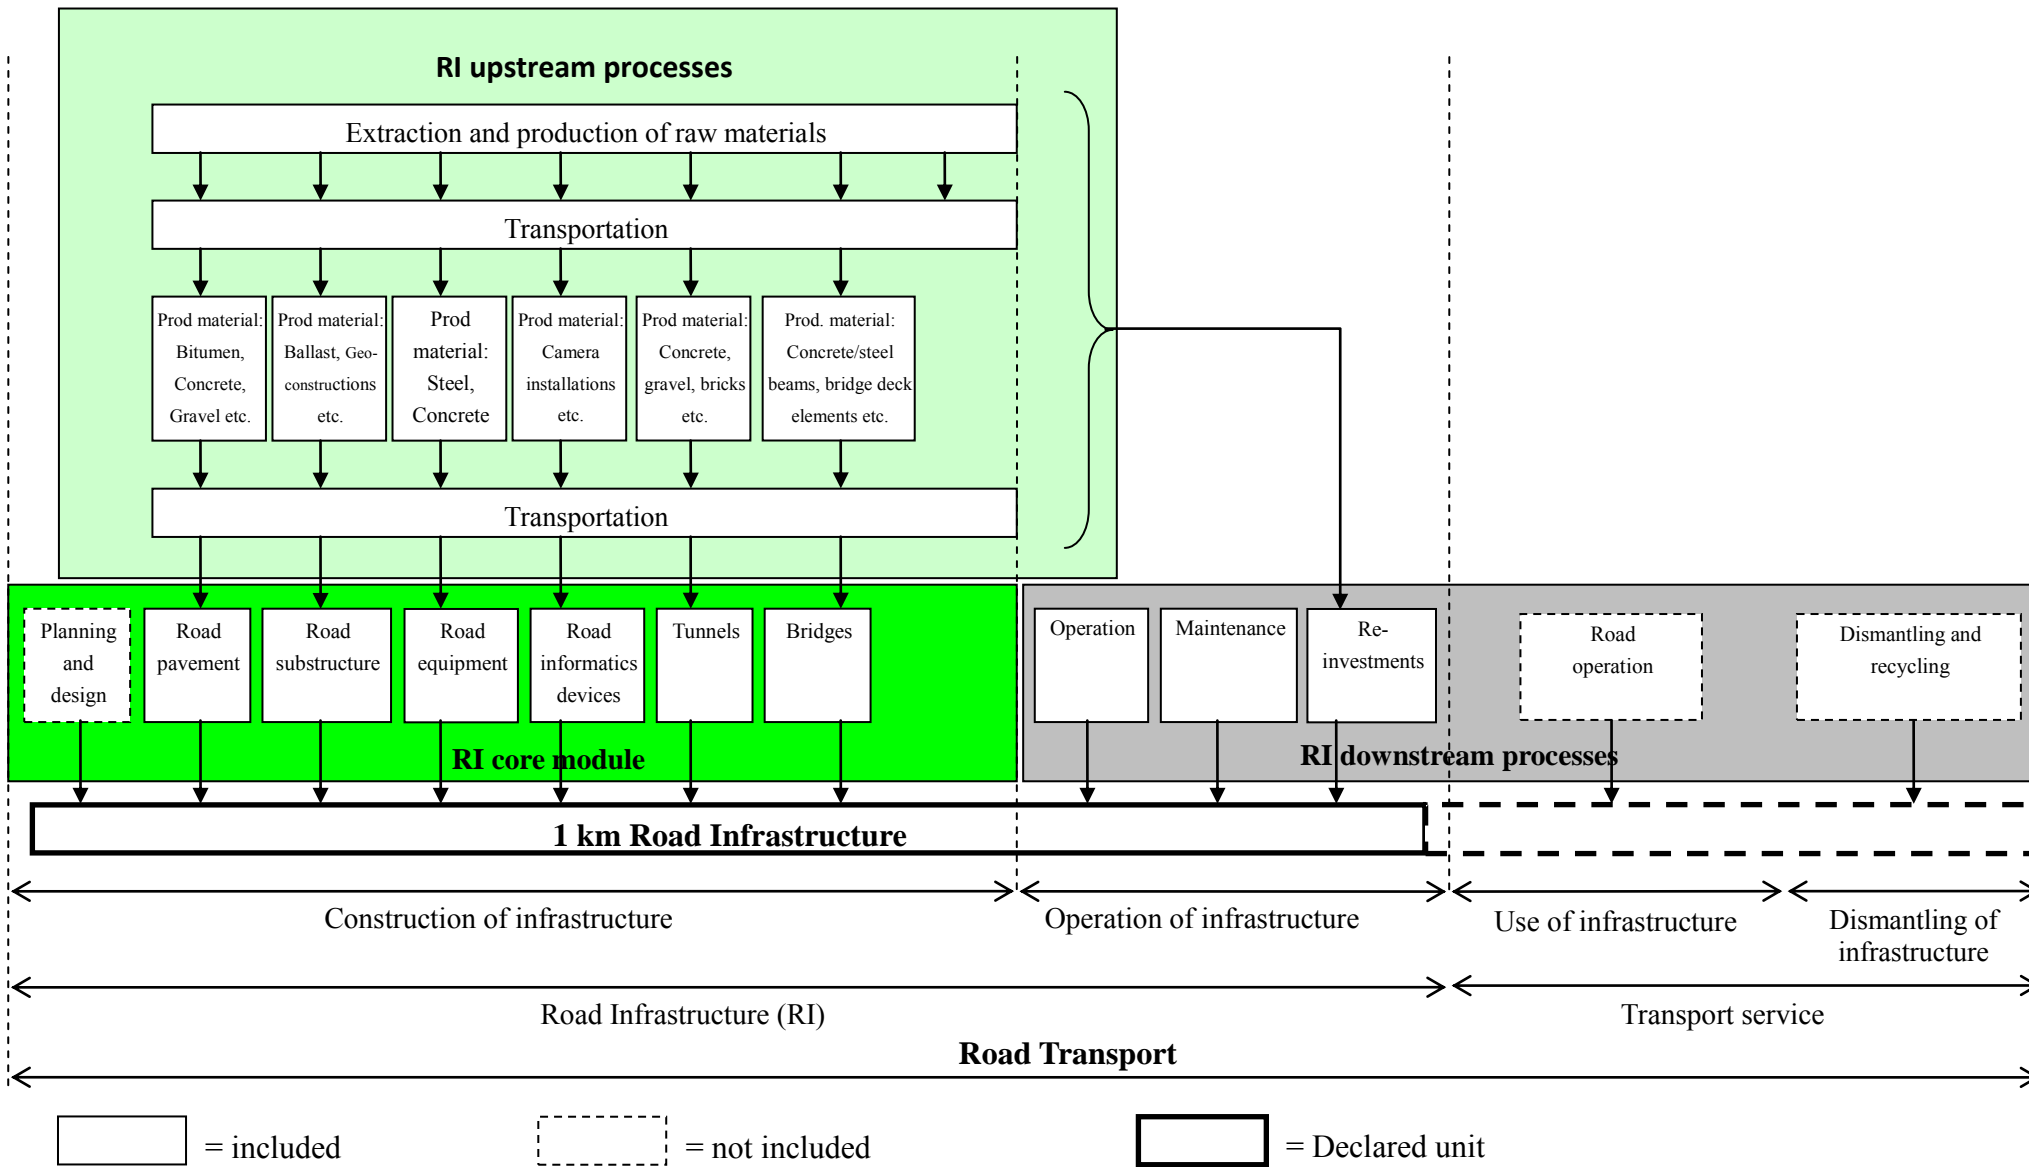 RI upstream processes
Extraction and production of raw materials
Transportation
Prod material:
Bitumen,
Concrete,
Gravel etc.
Prod material:
Ballast, Geo-
constructions
etc.
Prod
material:
Steel,
Concrete
Prod material:
Camera
installations
etc.
Prod material:
Concrete,
gravel, bricks
etc.
Prod. material:
Concrete/steel
beams, bridge deck
elements etc.
Transportation
Planning
and
design
Road
pavement
Road
substructure
Road
equipment
Road
informatics
devices
Tunnels
Bridges
Operation
Maintenance
Re-
investments
Road
operation
Dismantling and
recycling
RI core module
RI downstream processes
1 km Road Infrastructure
Construction of infrastructure
Operation of infrastructure
Use of infrastructure
Dismantling of
infrastructure
Road Infrastructure (RI)
Transport service
Road Transport
= included
= not included
= Declared unit